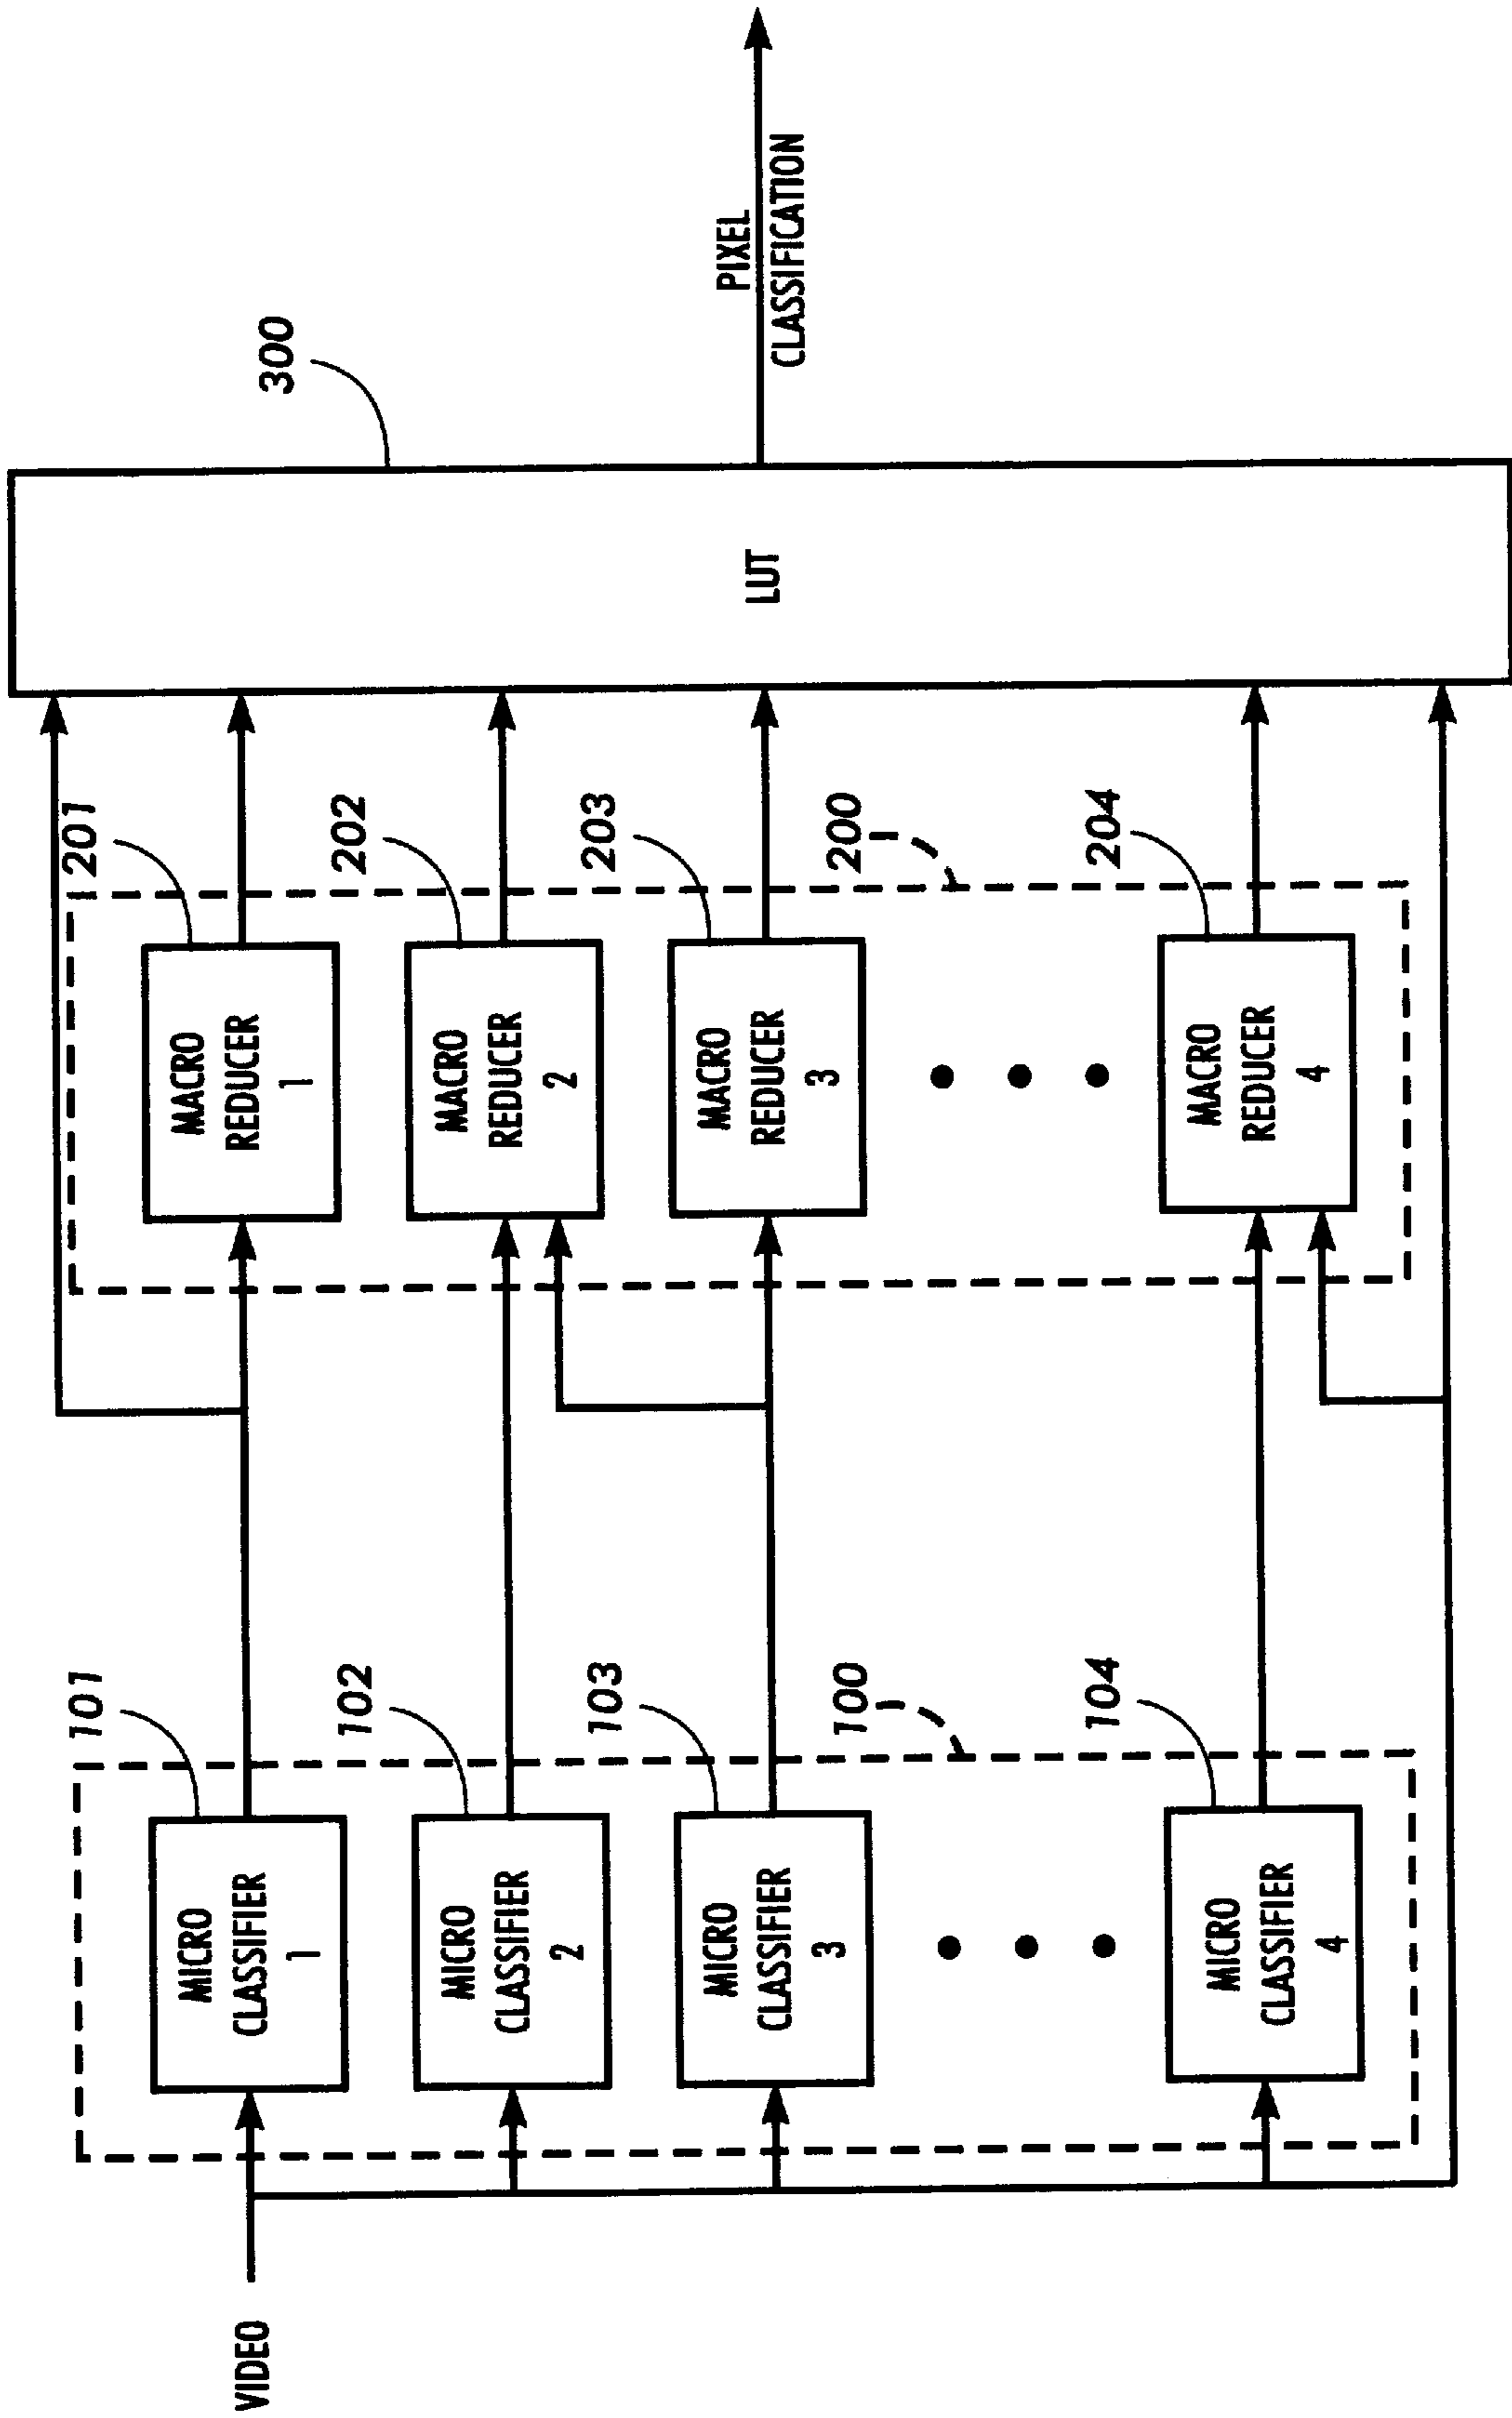 VIDEO
100
101
MICRO
CLASSIFIER
1
102
MICRO
CLASSIFIER
2
103
MICRO
CLASSIFIER
3
104
MICRO
CLASSIFIER
4
200
201
MACRO
REDUCER
1
202
MACRO
REDUCER
2
203
MACRO
REDUCER
3
204
MACRO
REDUCER
4
300
LUT
PIXEL
CLASSIFICATION